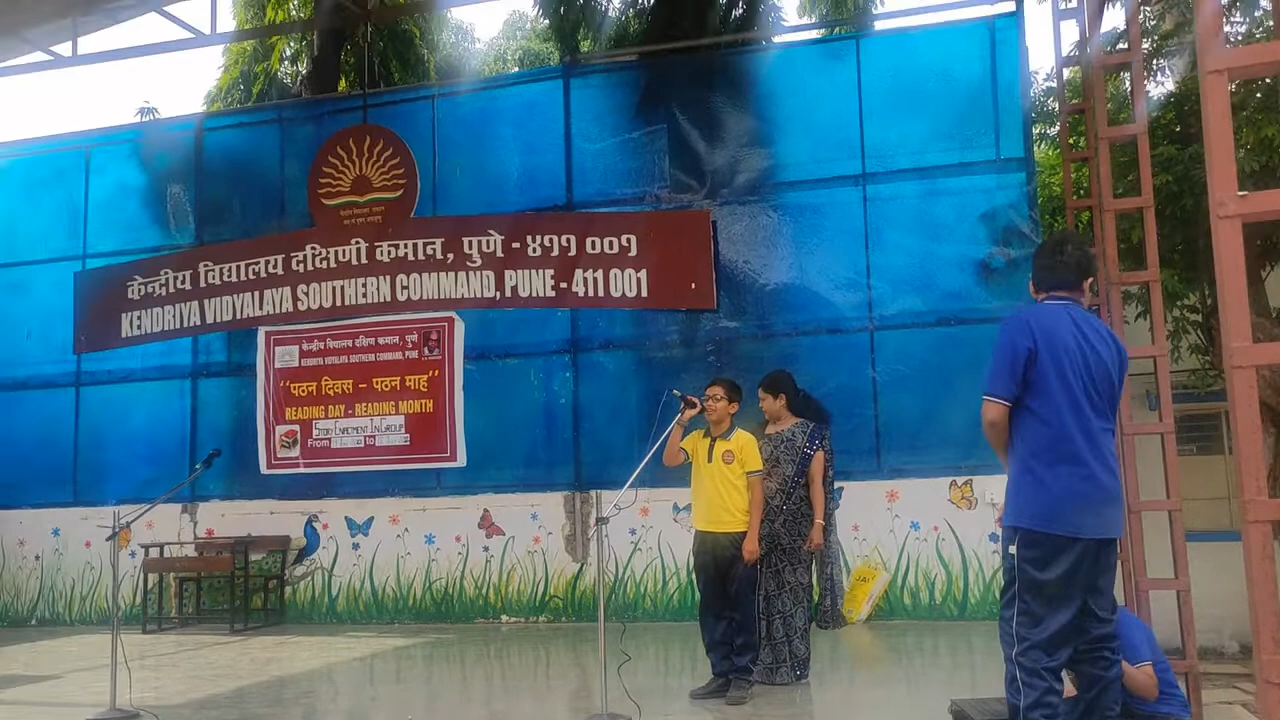 केन्द्रीय विद्यालय दक्षिणी कमान, पुणे - ४११ ००१
KENDRIYA VIDYALAYA SOUTHERN COMMAND, PUNE - 411 001
केन्द्रीय विद्यालय दक्षिण कमान, पुणे
KENDRIYA VIDYALAYA SOUTHERN COMMAND, PUNE
“पठन दिवस – पठन माह”
READING DAY - READING MONTH
STORY ENACTMENT IN GROUP
From to
JAI